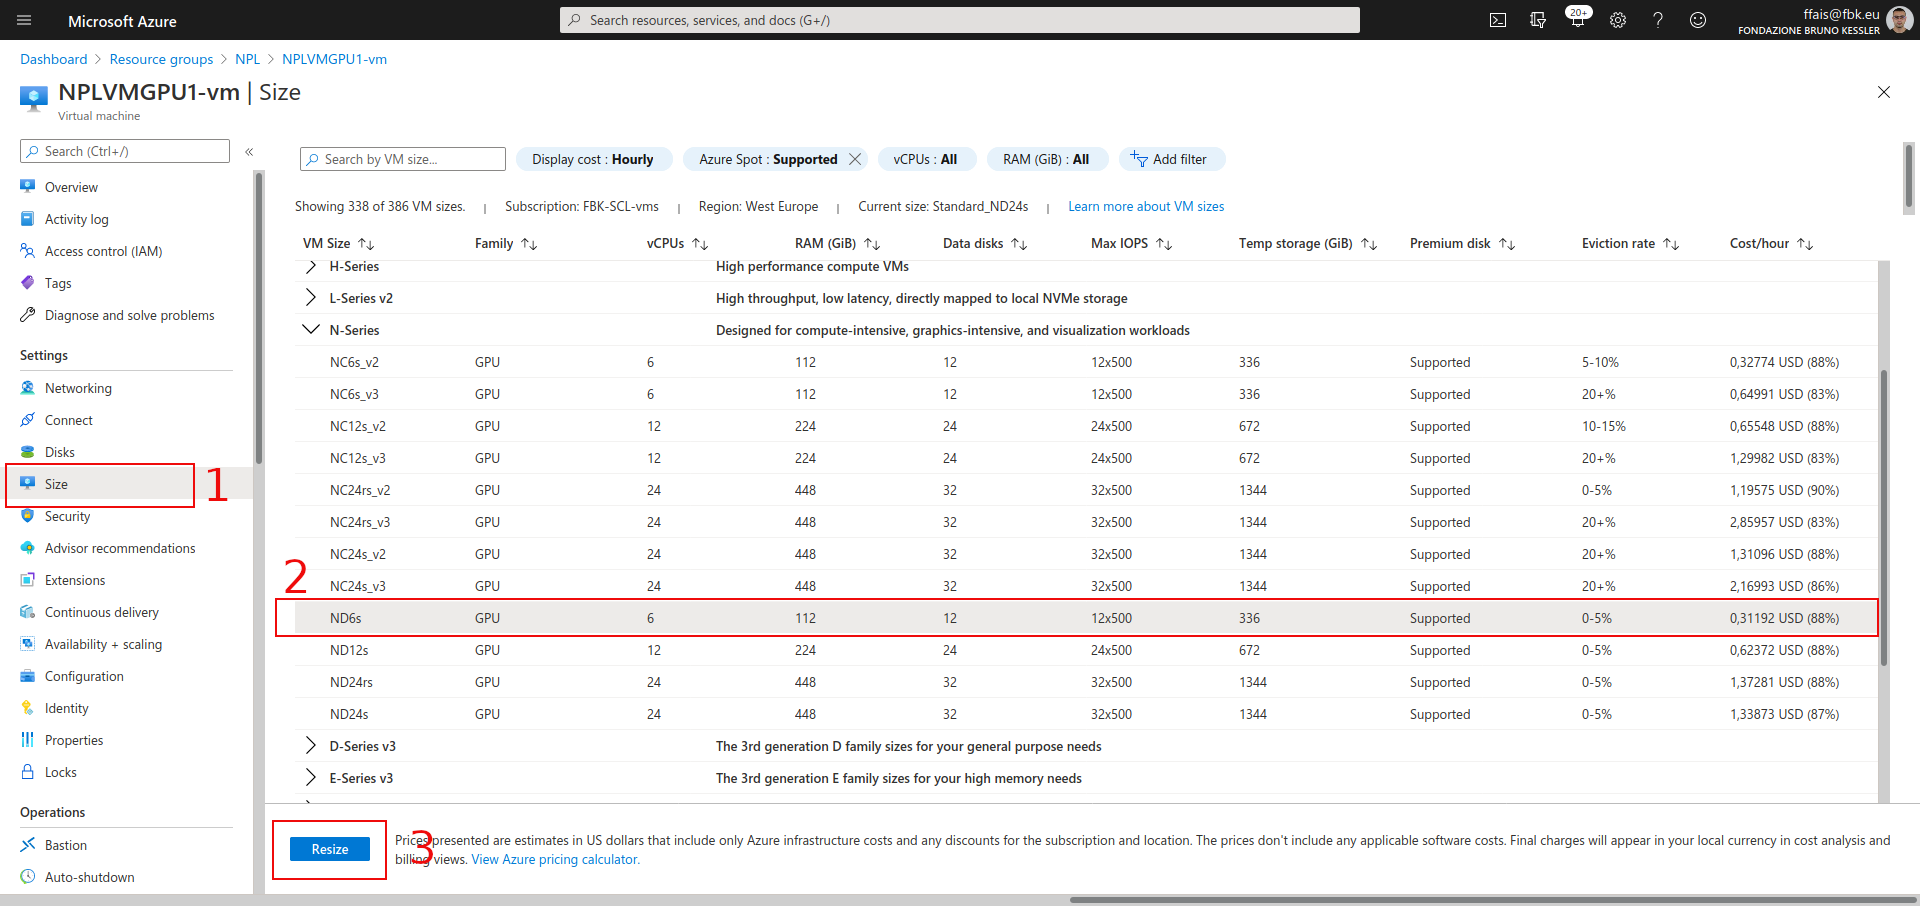 Microsoft Azure
Search resources, services, and docs (G+/)
20+
ffais@fbk.eu
FONDAZIONE BRUNO KESSLER
Dashboard > Resource groups > NPL > NPLVMGPU1-vm
NPLVMGPU1-vm | Size
Virtual machine
Search (Ctrl+/)
«
Overview
Activity log
Access control (IAM)
Tags
Diagnose and solve problems
Settings
Networking
Connect
Disks
Size
1
Security
Advisor recommendations
Extensions
Continuous delivery
Availability + scaling
Configuration
Identity
Properties
Locks
Operations
Bastion
Auto-shutdown
Search by VM size...
Display cost : Hourly
Azure Spot : Supported
vCPUs : All
RAM (GiB) : All
Add filter
Showing 338 of 386 VM sizes. | Subscription: FBK-SCL-vms | Region: West Europe | Current size: Standard_ND24s | Learn more about VM sizes
VM Size ↑↓ Family ↑↓ vCPUs ↑↓ RAM (GiB) ↑↓ Data disks ↑↓ Max IOPS ↑↓ Temp storage (GiB) ↑↓ Premium disk ↑↓ Eviction rate ↑↓ Cost/hour ↑↓
H-Series High performance compute VMs
L-Series v2 High throughput, low latency, directly mapped to local NVMe storage
N-Series Designed for compute-intensive, graphics-intensive, and visualization workloads
NC6s_v2 GPU 6 112 12 12x500 336 Supported 5-10% 0,32774 USD (88%)
NC6s_v3 GPU 6 112 12 12x500 336 Supported 20+% 0,64991 USD (83%)
NC12s_v2 GPU 12 224 24 24x500 672 Supported 10-15% 0,65548 USD (88%)
NC12s_v3 GPU 12 224 24 24x500 672 Supported 20+% 1,29982 USD (83%)
NC24rs_v2 GPU 24 448 32 32x500 1344 Supported 0-5% 1,19575 USD (90%)
NC24rs_v3 GPU 24 448 32 32x500 1344 Supported 20+% 2,85957 USD (83%)
NC24s_v2 GPU 24 448 32 32x500 1344 Supported 20+% 1,31096 USD (88%)
NC24s_v3 GPU 24 448 32 32x500 1344 Supported 20+% 2,16993 USD (86%)
2
ND6s GPU 6 112 12 12x500 336 Supported 0-5% 0,31192 USD (88%)
ND12s GPU 12 224 24 24x500 672 Supported 0-5% 0,62372 USD (88%)
ND24rs GPU 24 448 32 32x500 1344 Supported 0-5% 1,37281 USD (88%)
ND24s GPU 24 448 32 32x500 1344 Supported 0-5% 1,33873 USD (87%)
D-Series v3 The 3rd generation D family sizes for your general purpose needs
E-Series v3 The 3rd generation E family sizes for your high memory needs
Resize
3
Prices presented are estimates in US dollars that include only Azure infrastructure costs and any discounts for the subscription and location. The prices don't include any applicable software costs. Final charges will appear in your local currency in cost analysis and
billing views. View Azure pricing calculator.